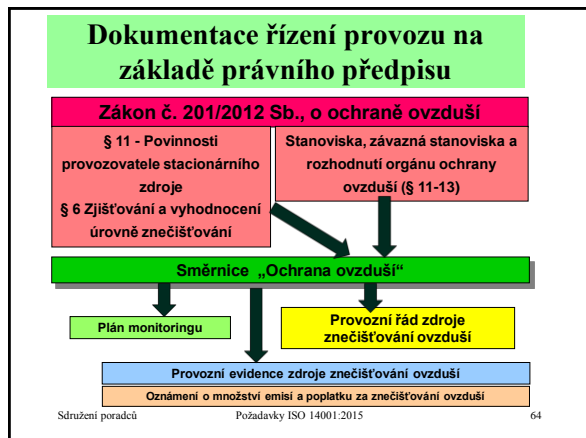 Dokumentace řízení provozu na
základě právního předpisu
Zákon č. 201/2012 Sb., o ochraně ovzduší
§ 11 - Povinnosti
provozovatele stacionárního
zdroje
§ 6 Zjišťování a vyhodnocení
úrovně znečišťování
Stanoviska, závazná stanoviska a
rozhodnutí orgánu ochrany
ovzduší (§ 11-13)
Směrnice „Ochrana ovzduší“
Plán monitoringu
Provozní řád zdroje
znečišťování ovzduší
Provozní evidence zdroje znečišťování ovzduší
Oznámení o množství emisí a poplatku za znečišťování ovzduší
Sdružení poradců Požadavky ISO 14001:2015 64